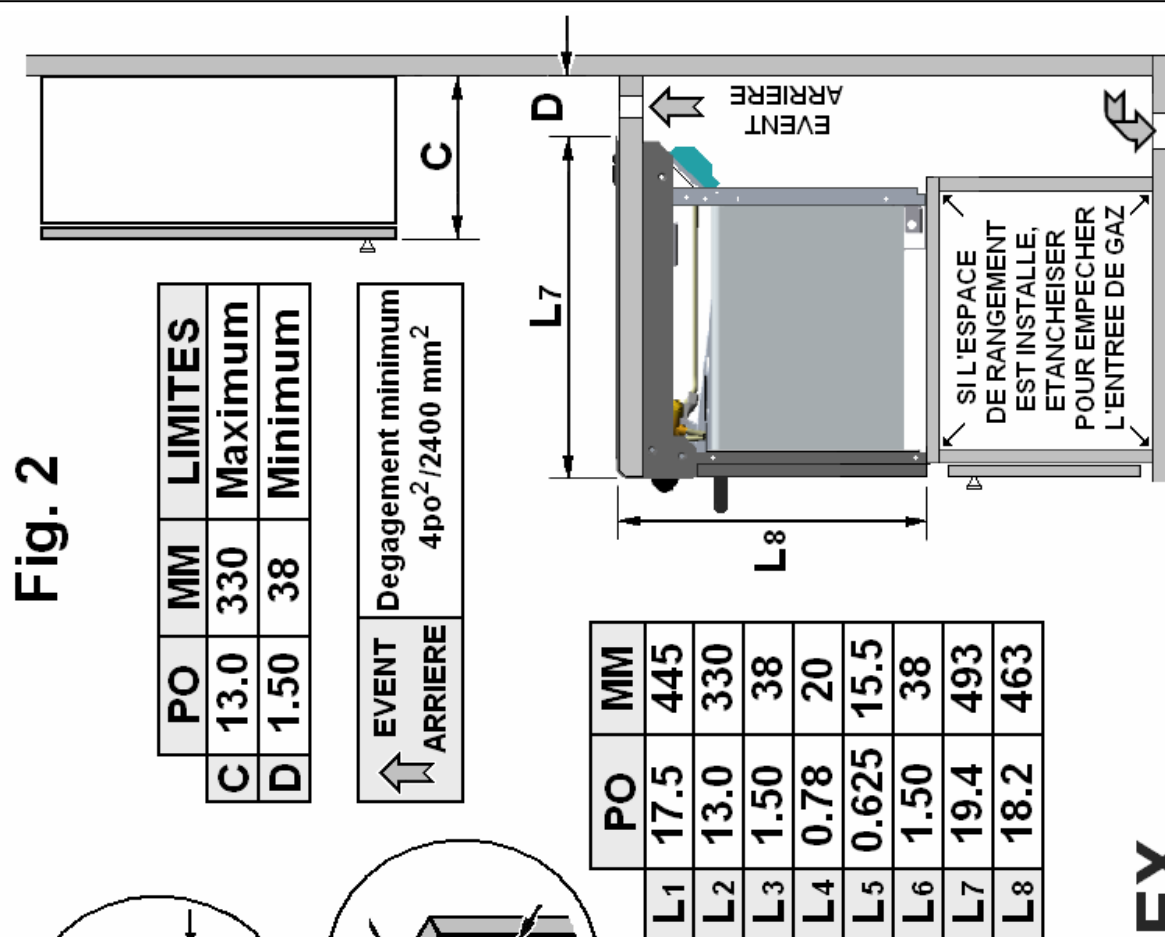 Fig. 2
PO MM LIMITES
C 13.0 330 Maximum
D 1.50 38 Minimum
EVENT
ARRIERE
Degagement minimum
4po²/2400 mm²
PO MM
L1 17.5 445
L2 13.0 330
L3 1.50 38
L4 0.78 20
L5 0.625 15.5
L6 1.50 38
L7 19.4 493
L8 18.2 463
C
D
L7
L8
EVENT
ARRIERE
SI L'ESPACE
DE RANGEMENT
EST INSTALLE,
ETANCHEISER
POUR EMPECHER
L'ENTREE DE GAZ
EX